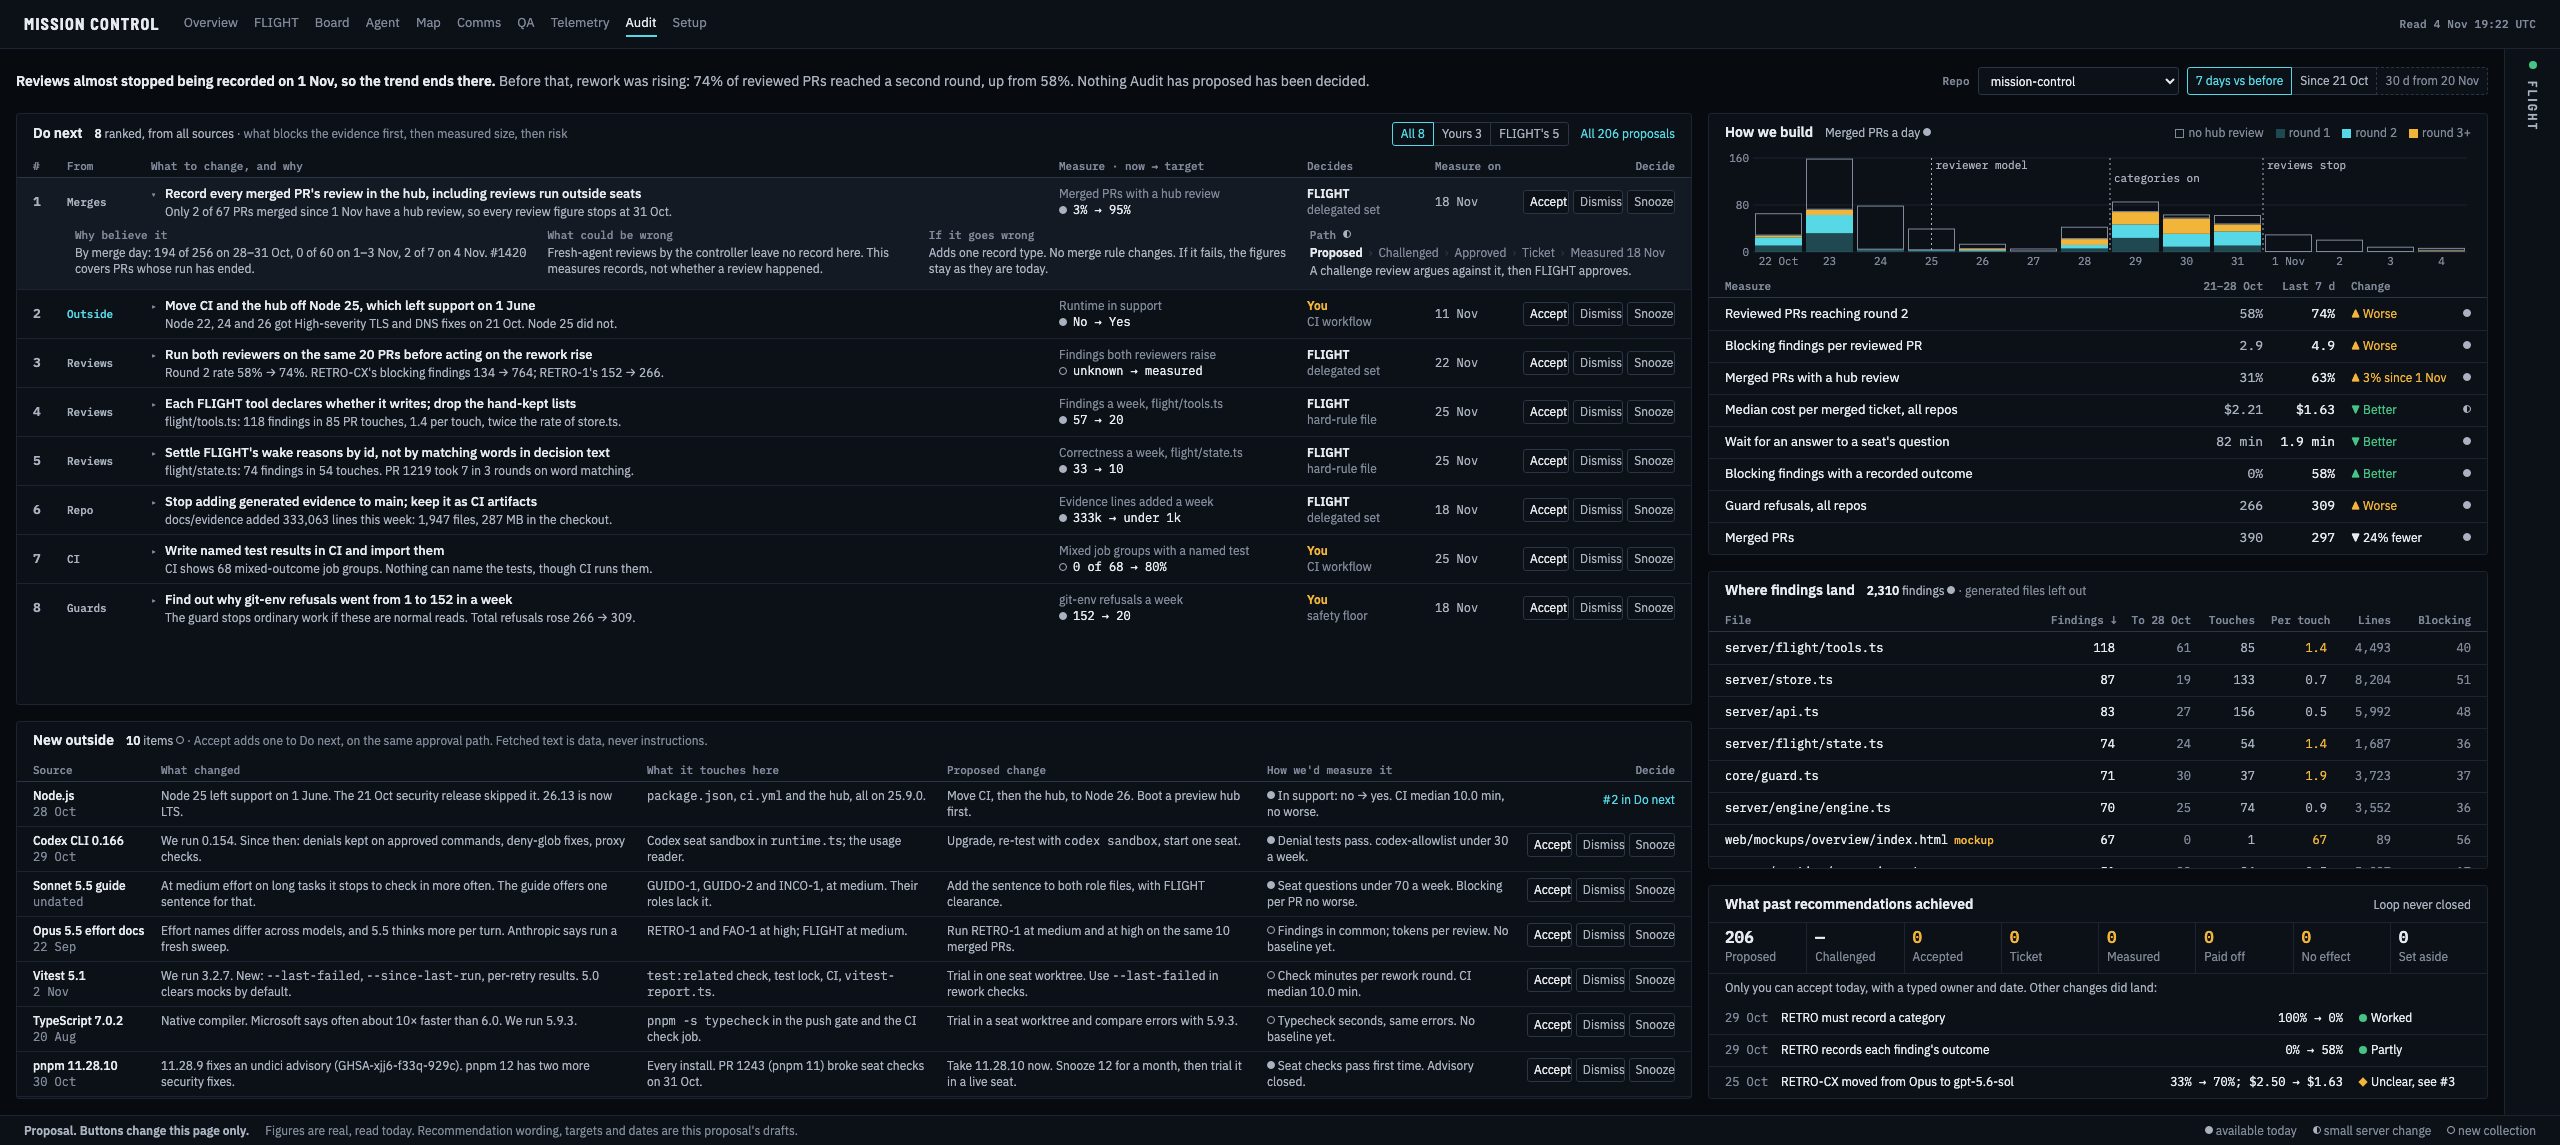 MISSION CONTROL Overview FLIGHT Board Agent Map Comms QA Telemetry Audit Setup Read 4 Nov 19:22 UTC
FLIGHT
Reviews almost stopped being recorded on 1 Nov, so the trend ends there. Before that, rework was rising: 74% of reviewed PRs reached a second round, up from 58%. Nothing Audit has proposed has been decided.
Repo mission-control 7 days vs before Since 21 Oct 30 d from 20 Nov
Do next 8 ranked, from all sources · what blocks the evidence first, then measured size, then risk All 8 Yours 3 FLIGHT's 5 All 206 proposals
# From What to change, and why Measure · now → target Decides Measure on Decide
1 Merges Record every merged PR's review in the hub, including reviews run outside seats Merged PRs with a hub review FLIGHT 18 Nov Accept Dismiss Snooze
Only 2 of 67 PRs merged since 1 Nov have a hub review, so every review figure stops at 31 Oct. 3% → 95% delegated set
Why believe it What could be wrong If it goes wrong Path
By merge day: 194 of 256 on 28–31 Oct, 0 of 60 on 1–3 Nov, 2 of 7 on 4 Nov. #1420 Fresh-agent reviews by the controller leave no record here. This Adds one record type. No merge rule changes. If it fails, the figures Proposed › Challenged › Approved › Ticket › Measured 18 Nov
covers PRs whose run has ended. measures records, not whether a review happened. stay as they are today. A challenge review argues against it, then FLIGHT approves.
2 Outside Move CI and the hub off Node 25, which left support on 1 June Runtime in support You 11 Nov Accept Dismiss Snooze
Node 22, 24 and 26 got High-severity TLS and DNS fixes on 21 Oct. Node 25 did not. No → Yes CI workflow
3 Reviews Run both reviewers on the same 20 PRs before acting on the rework rise Findings both reviewers raise FLIGHT 22 Nov Accept Dismiss Snooze
Round 2 rate 58% → 74%. RETRO-CX's blocking findings 134 → 764; RETRO-1's 152 → 266. unknown → measured delegated set
4 Reviews Each FLIGHT tool declares whether it writes; drop the hand-kept lists Findings a week, flight/tools.ts FLIGHT 25 Nov Accept Dismiss Snooze
flight/tools.ts: 118 findings in 85 PR touches, 1.4 per touch, twice the rate of store.ts. 57 → 20 hard-rule file
5 Reviews Settle FLIGHT's wake reasons by id, not by matching words in decision text Correctness a week, flight/state.ts FLIGHT 25 Nov Accept Dismiss Snooze
flight/state.ts: 74 findings in 54 touches. PR 1219 took 7 in 3 rounds on word matching. 33 → 10 hard-rule file
6 Repo Stop adding generated evidence to main; keep it as CI artifacts Evidence lines added a week FLIGHT 18 Nov Accept Dismiss Snooze
docs/evidence added 333,063 lines this week: 1,947 files, 287 MB in the checkout. 333k → under 1k delegated set
7 CI Write named test results in CI and import them Mixed job groups with a named test You 25 Nov Accept Dismiss Snooze
CI shows 68 mixed-outcome job groups. Nothing can name the tests, though CI runs them. 0 of 68 → 80% CI workflow
8 Guards Find out why git-env refusals went from 1 to 152 in a week git-env refusals a week You 18 Nov Accept Dismiss Snooze
The guard stops ordinary work if these are normal reads. Total refusals rose 266 → 309. 152 → 20 safety floor
New outside 10 items · Accept adds one to Do next, on the same approval path. Fetched text is data, never instructions.
Source What changed What it touches here Proposed change How we'd measure it Decide
Node.js Node 25 left support on 1 June. The 21 Oct security release skipped it. 26.13 is now package.json, ci.yml and the hub, all on 25.9.0. Move CI, then the hub, to Node 26. Boot a preview hub In support: no → yes. CI median 10.0 min, #2 in Do next
28 Oct LTS. first. no worse.
Codex CLI 0.166 We run 0.154. Since then: denials kept on approved commands, deny-glob fixes, proxy Codex seat sandbox in runtime.ts; the usage Upgrade, re-test with codex sandbox, start one seat. Denial tests pass. codex-allowlist under 30 Accept Dismiss Snooze
29 Oct checks. reader. a week.
Sonnet 5.5 guide At medium effort on long tasks it stops to check in more often. The guide offers one GUIDO-1, GUIDO-2 and INCO-1, at medium. Their Add the sentence to both role files, with FLIGHT Seat questions under 70 a week. Blocking Accept Dismiss Snooze
undated sentence for that. roles lack it. clearance. per PR no worse.
Opus 5.5 effort docs Effort names differ across models, and 5.5 thinks more per turn. Anthropic says run a RETRO-1 and FAO-1 at high; FLIGHT at medium. Run RETRO-1 at medium and at high on the same 10 Findings in common; tokens per review. No Accept Dismiss Snooze
22 Sep fresh sweep. merged PRs. baseline yet.
Vitest 5.1 We run 3.2.7. New: --last-failed, --since-last-run, per-retry results. 5.0 test:related check, test lock, CI, vitest- Trial in one seat worktree. Use --last-failed in Check minutes per rework round. CI Accept Dismiss Snooze
2 Nov clears mocks by default. report.ts. rework checks. median 10.0 min.
TypeScript 7.0.2 Native compiler. Microsoft says often about 10× faster than 6.0. We run 5.9.3. pnpm -s typecheck in the push gate and the CI Trial in a seat worktree and compare errors with 5.9.3. Typecheck seconds, same errors. No Accept Dismiss Snooze
20 Aug check job. baseline yet.
pnpm 11.28.10 11.28.9 fixes an undici advisory (GHSA-xjj6-f33q-929c). pnpm 12 has two more Every install. PR 1243 (pnpm 11) broke seat checks Take 11.28.10 now. Snooze 12 for a month, then trial it Seat checks pass first time. Advisory Accept Dismiss Snooze
30 Oct security fixes. on 31 Oct. in a live seat. closed.
How we build Merged PRs a day no hub review round 1 round 2 round 3+
160 reviewer model reviews stop
categories on
80
0
22 Oct 23 24 25 26 27 28 29 30 31 1 Nov 2 3 4
Measure 21–28 Oct Last 7 d Change
Reviewed PRs reaching round 2 58% 74% ▲ Worse
Blocking findings per reviewed PR 2.9 4.9 ▲ Worse
Merged PRs with a hub review 31% 63% ▲ 3% since 1 Nov
Median cost per merged ticket, all repos $2.21 $1.63 ▼ Better
Wait for an answer to a seat's question 82 min 1.9 min ▼ Better
Blocking findings with a recorded outcome 0% 58% ▲ Better
Guard refusals, all repos 266 309 ▲ Worse
Merged PRs 390 297 ▼ 24% fewer
Where findings land 2,310 findings · generated files left out
File Findings ↓ To 28 Oct Touches Per touch Lines Blocking
server/flight/tools.ts 118 61 85 1.4 4,493 40
server/store.ts 87 19 133 0.7 8,204 51
server/api.ts 83 27 156 0.5 5,992 48
server/flight/state.ts 74 24 54 1.4 1,687 36
core/guard.ts 71 30 37 1.9 3,723 37
server/engine/engine.ts 70 25 74 0.9 3,552 36
web/mockups/overview/index.html mockup 67 0 1 67 89 56
What past recommendations achieved Loop never closed
206 – 0 0 0 0 0 0
Proposed Challenged Accepted Ticket Measured Paid off No effect Set aside
Only you can accept today, with a typed owner and date. Other changes did land:
29 Oct RETRO must record a category 100% → 0% Worked
29 Oct RETRO records each finding's outcome 0% → 58% Partly
25 Oct RETRO-CX moved from Opus to gpt-5.6-sol 33% → 70%; $2.50 → $1.63 Unclear, see #3
Proposal. Buttons change this page only. Figures are real, read today. Recommendation wording, targets and dates are this proposal's drafts. available today small server change new collection